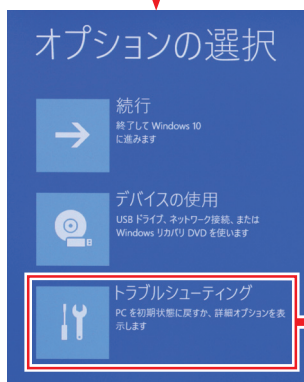 オプションの選択
続行
終了して Windows 10
に進みます
デバイスの使用
USB ドライブ、ネットワーク接続、または
Windows リカバリ DVD を使います
トラブルシューティング
PC を初期状態に戻すか、詳細オプションを表
示します